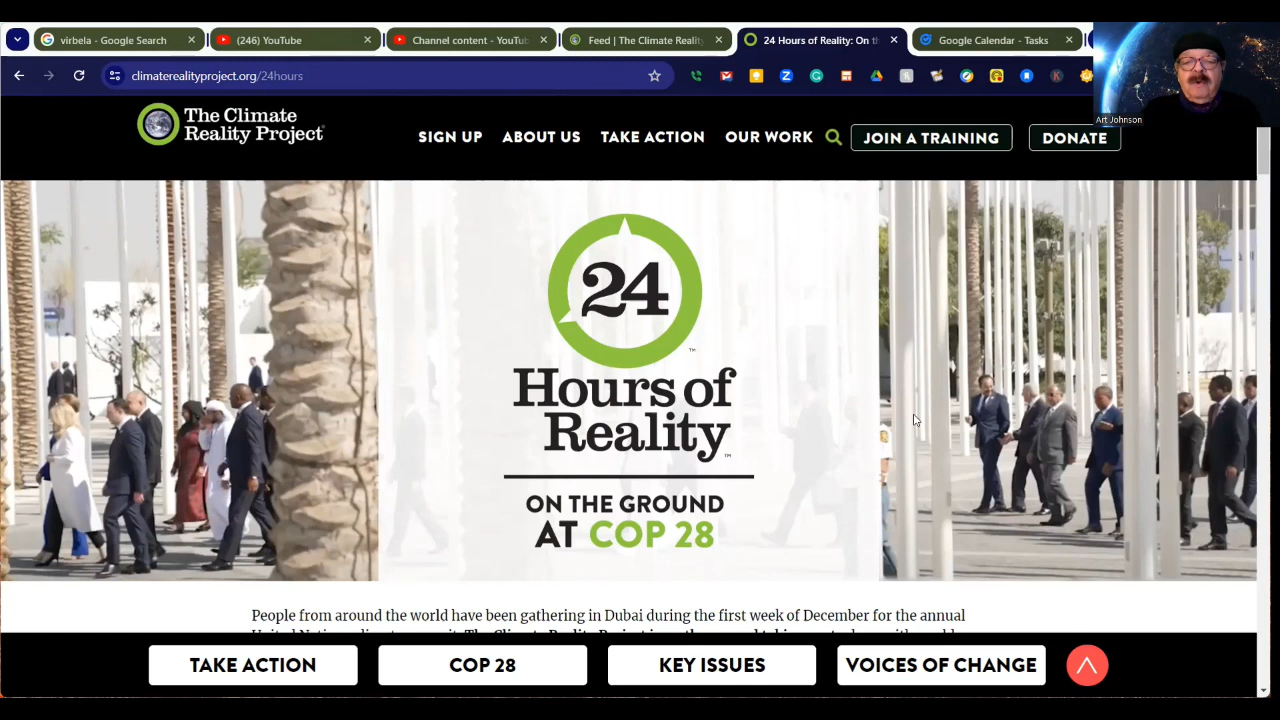 virbela - Google Search
(246) YouTube
Channel content - YouTub
Feed | The Climate Reality
24 Hours of Reality: On th
Google Calendar - Tasks
climaterealityproject.org/24hours
Art Johnson
The Climate
Reality Project
SIGN UP ABOUT US TAKE ACTION OUR WORK JOIN A TRAINING DONATE
24
Hours of
Reality
ON THE GROUND
AT COP 28
People from around the world have been gathering in Dubai during the first week of December for the annual
TAKE ACTION COP 28 KEY ISSUES VOICES OF CHANGE